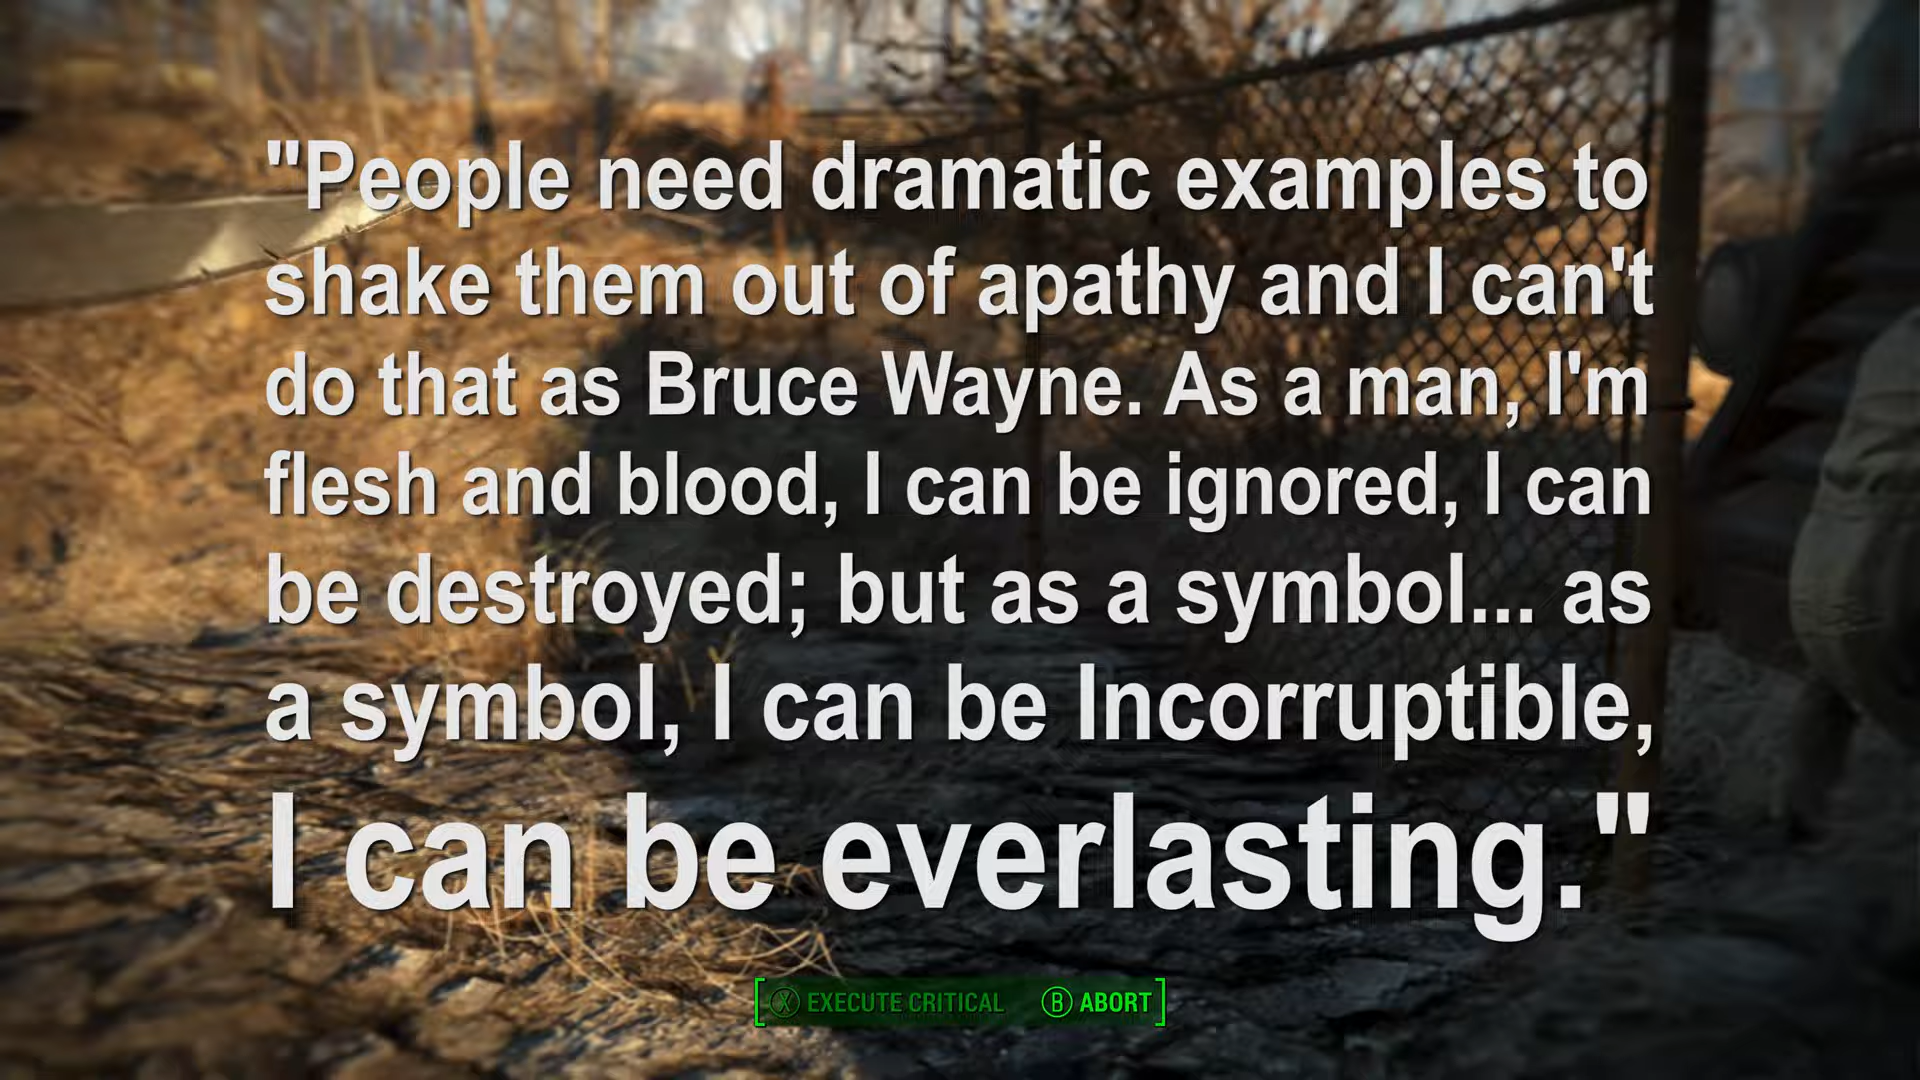 "People need dramatic examples to
shake them out of apathy and I can't
do that as Bruce Wayne. As a man, I'm
flesh and blood, I can be ignored, I can
be destroyed; but as a symbol... as
a symbol, I can be Incorruptible,
I can be everlasting."
X EXECUTE CRITICAL B ABORT